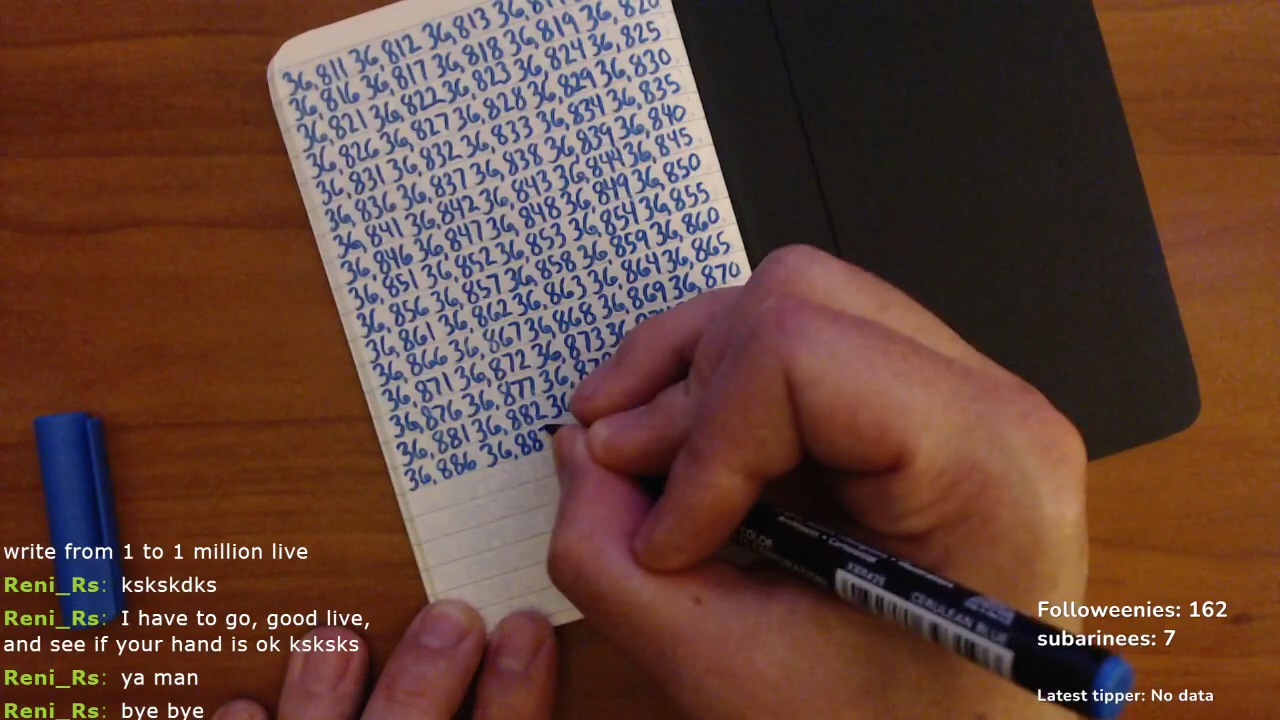 36,811 36,812 36,813 36,
36,816 36,817 36,818 36,819 36,820
36,821 36,822 36,823 36,824 36,825
36,826 36,827 36,828 36,829 36,830
36,831 36,832 36,833 36,834 36,835
36,836 36,837 36,838 36,839 36,840
36,841 36,842 36,843 36,844 36,845
36,846 36,847 36,848 36,849 36,850
36,851 36,852 36,853 36,854 36,855
36,856 36,857 36,858 36,859 36,860
36,861 36,862 36,863 36,864 36,865
36,866 36,867 36,868 36,869 36,870
36,871 36,872 36,873 36,
36,876 36,877 36,
36,881 36,882 36
36,886 36,88
COLOR
CERULEAN BLUE
write from 1 to 1 million live
Reni_Rs: kskskdks
Reni_Rs: I have to go, good live,
and see if your hand is ok ksksks
Reni_Rs: ya man
Reni_Rs: bye bye
Followeenies: 162
subarinees: 7
Latest tipper: No data